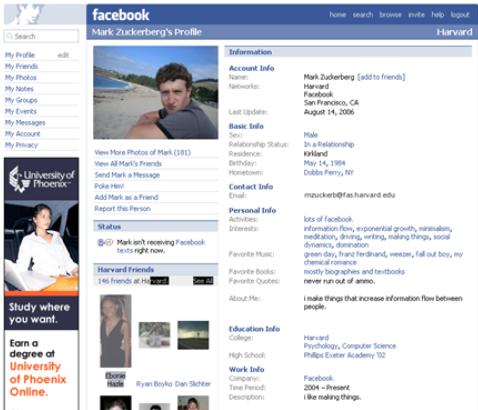 facebook
home search browse invite help logout
Search
Mark Zuckerberg's Profile Harvard
My Profile edit
My Friends
My Photos
My Notes
My Groups
My Events
My Messages
My Account
My Privacy
University of
Phoenix
Study where
you want.
Earn a
degree at
University
of Phoenix
Online.
View More Photos of Mark (181)
View All Mark's Friends
Send Mark a Message
Poke Him!
Add Mark as a Friend
Report this Person
Status
Mark isn't receiving Facebook
texts right now.
Harvard Friends
146 friends at Harvard See All
Ebonie
Hazle
Ryan Boyko
Dan Slichter
Information
Account Info
Name: Mark Zuckerberg [add to friends]
Networks: Harvard
Facebook
San Francisco, CA
Last Update: August 14, 2006
Basic Info
Sex: Male
Relationship Status: In a Relationship
Residence: Kirkland
Birthday: May 14, 1984
Hometown: Dobbs Ferry, NY
Contact Info
Email: mzuckerb@fas.harvard.edu
Personal Info
Activities: lots of facebook
Interests: information flow, exponential growth, minimalism,
meditation, driving, writing, making things, social
dynamics, domination
Favorite Music: green day, franz ferdinand, weezer, fall out boy, my
chemical romance
Favorite Books: mostly biographies and textbooks
Favorite Quotes: never run out of ammo.
About Me: i make things that increase information flow between
people.
Education Info
College: Harvard
Psychology, Computer Science
High School: Phillips Exeter Academy '02
Work Info
Company: Facebook
Time Period: 2004 – Present
Description: i like making things.